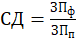 СД = ЗПф / ЗПп